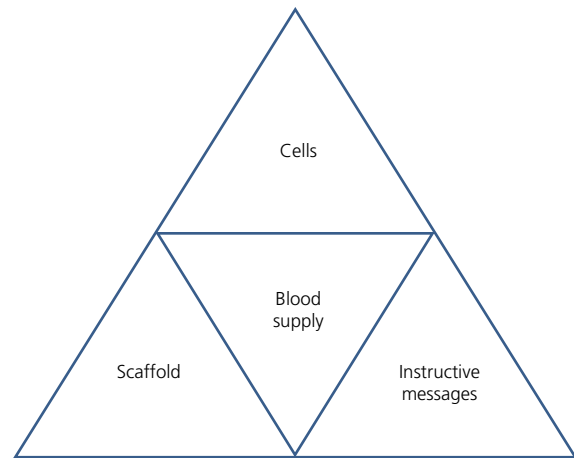 Cells
Blood
supply
Scaffold
Instructive
messages